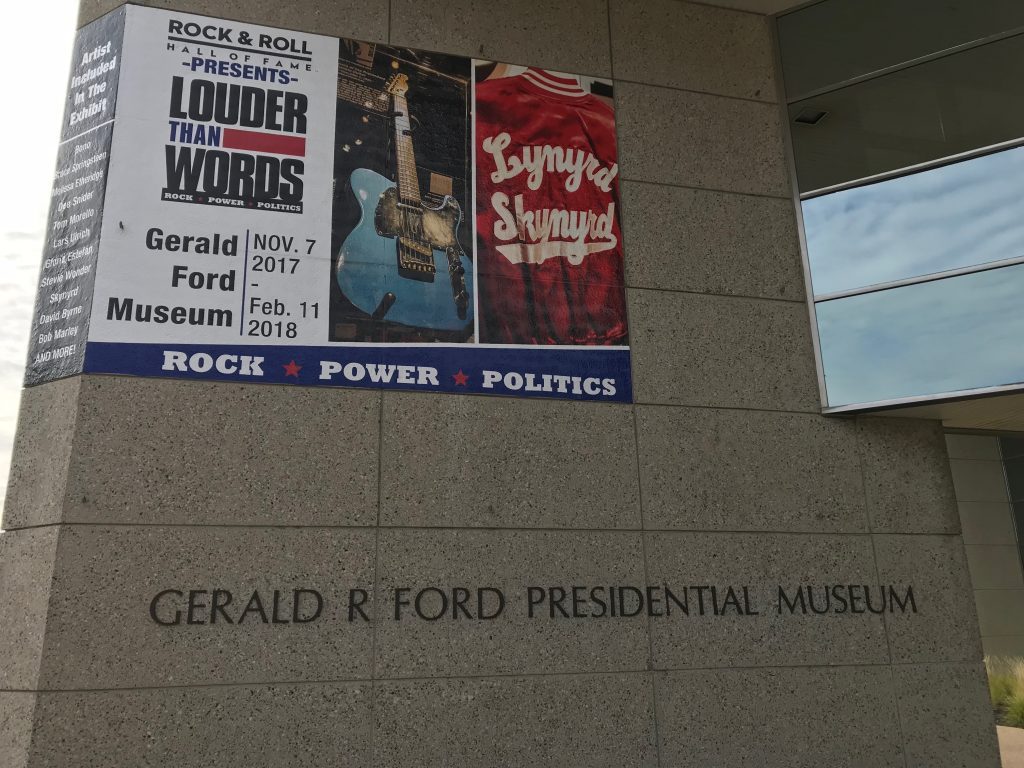 Artist
Included
In The
Exhibit
Bono
Bruce Springsteen
Melissa Etheridge
Dee Snider
Tom Morello
Lars Ulrich
Gloria Estefan
Stevie Wonder
Skynyrd
David Byrne
Bob Marley
AND MORE!
ROCK & ROLL
HALL OF FAME
-PRESENTS-
LOUDER
THAN
WORDS
ROCK ★ POWER ★ POLITICS
Gerald
Ford
Museum
NOV. 7
2017
-
Feb. 11
2018
Lynyrd
Skynyrd
ROCK ★ POWER ★ POLITICS
GERALD R FORD PRESIDENTIAL MUSEUM